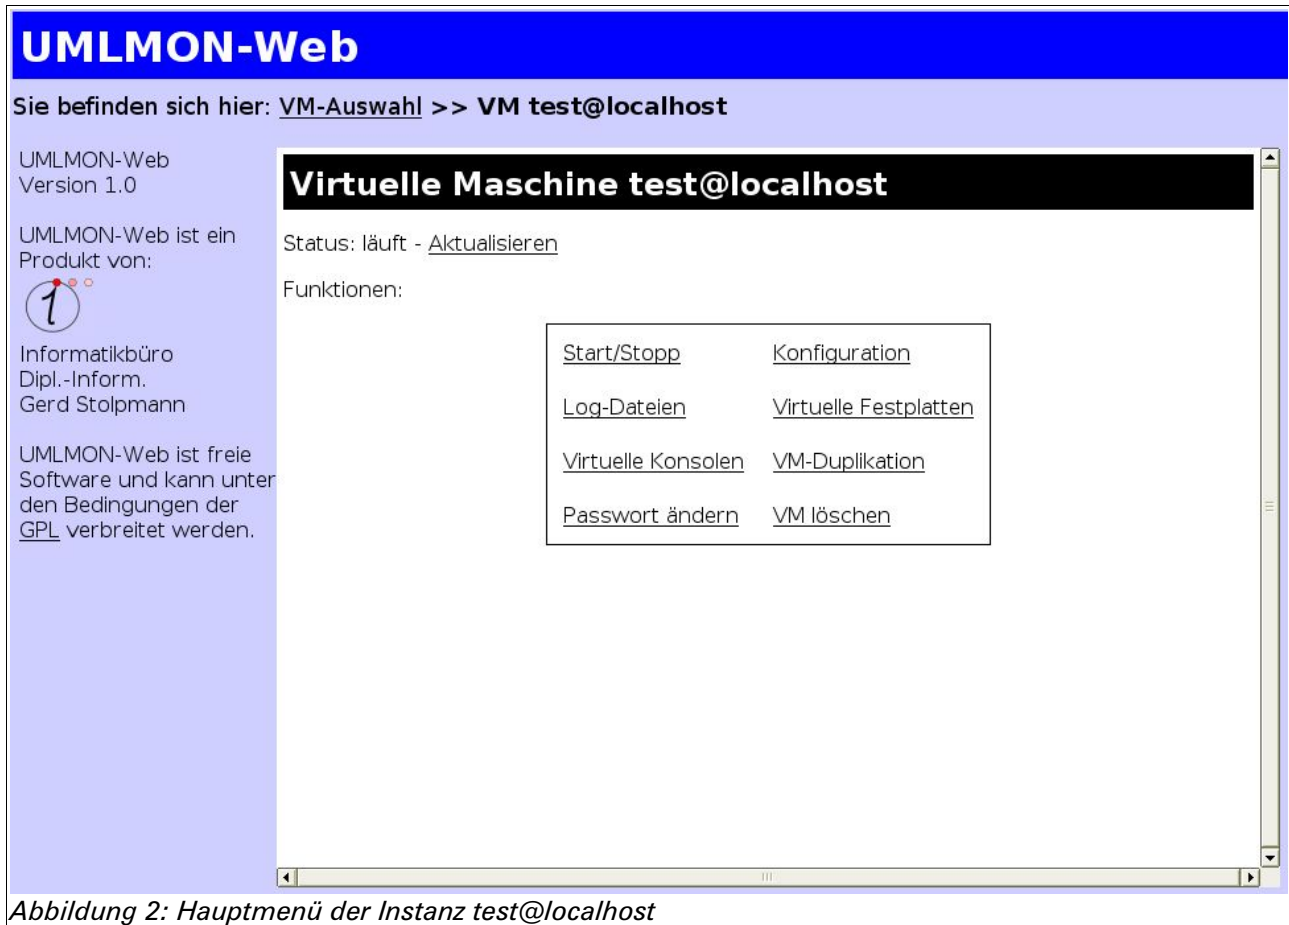 UMLMON-Web
Sie befinden sich hier: VM-Auswahl >> VM test@localhost
UMLMON-Web
Version 1.0
UMLMON-Web ist ein
Produkt von:
i
Informatikbüro
Dipl.-Inform.
Gerd Stolpmann
UMLMON-Web ist freie
Software und kann unter
den Bedingungen der
GPL verbreitet werden.
Virtuelle Maschine test@localhost
Status: läuft - Aktualisieren
Funktionen:
Start/Stopp Konfiguration
Log-Dateien Virtuelle Festplatten
Virtuelle Konsolen VM-Duplikation
Passwort ändern VM löschen
Abbildung 2: Hauptmenü der Instanz test@localhost